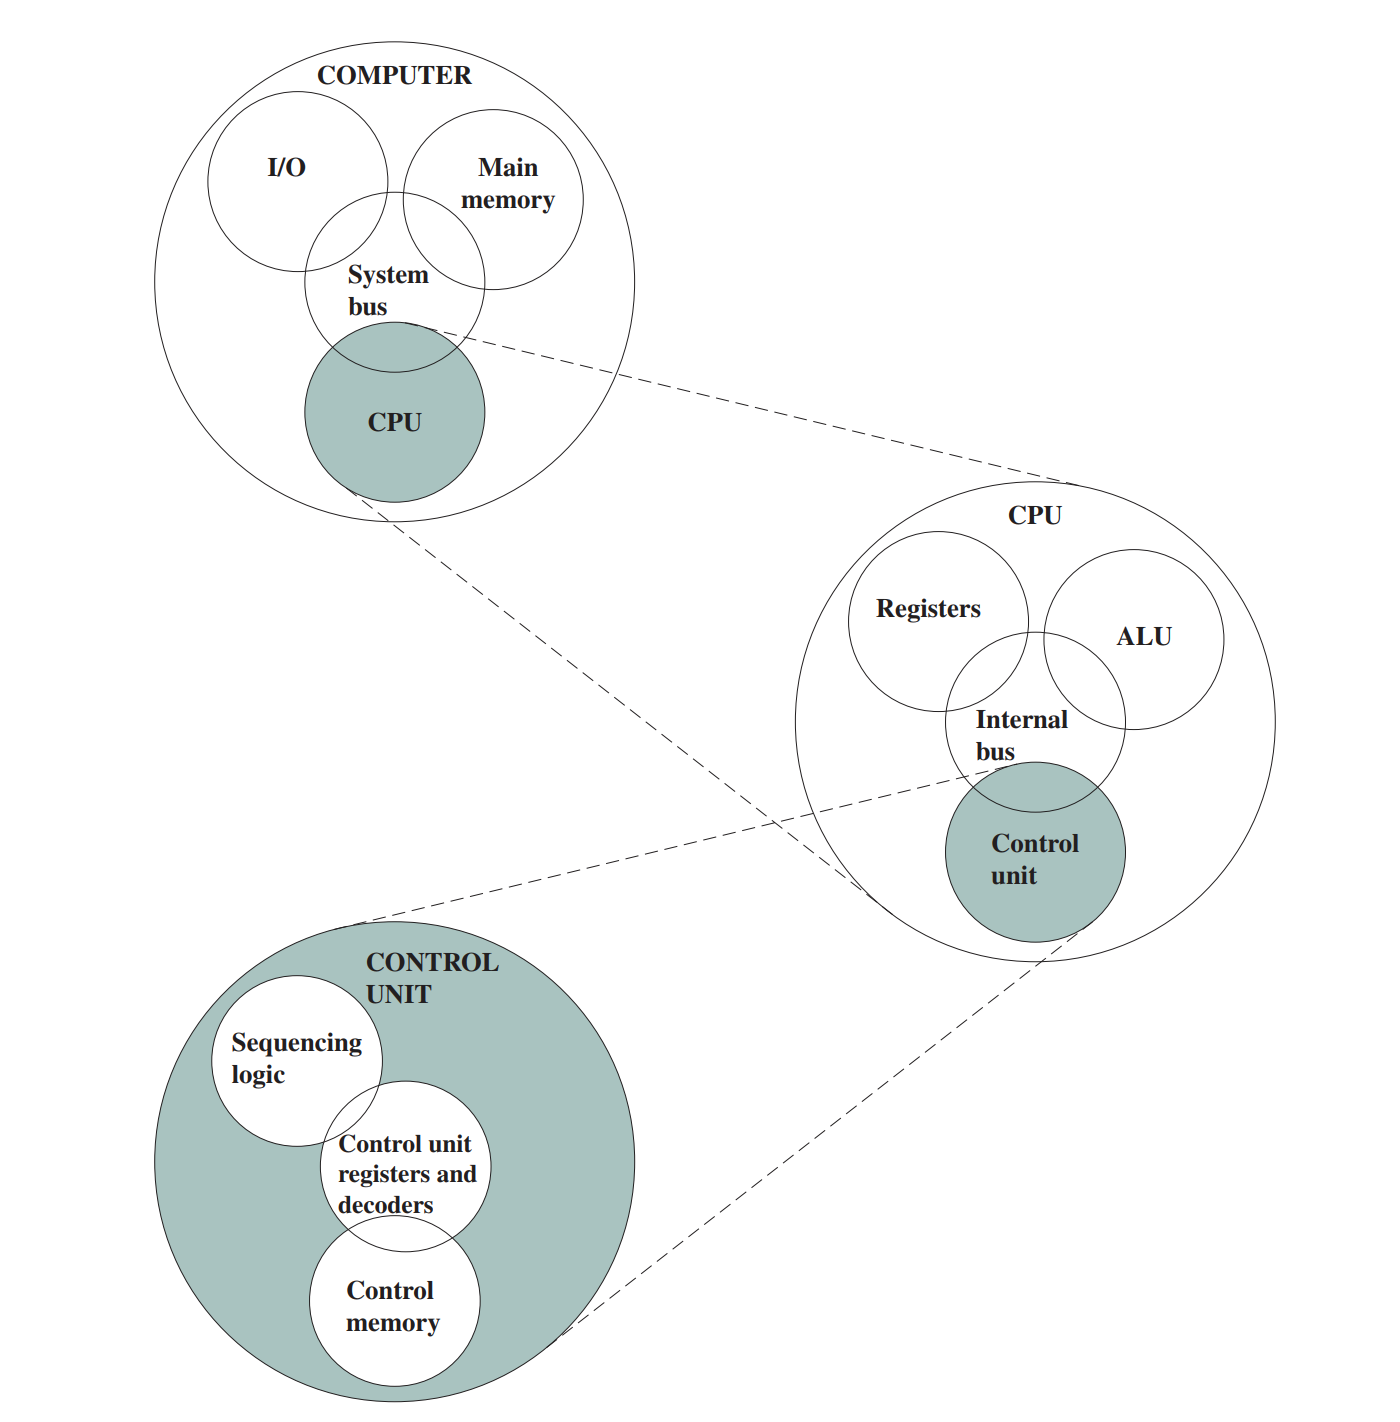 COMPUTER
I/O
Main
memory
System
bus
CPU
CPU
Registers
ALU
Internal
bus
Control
unit
CONTROL
UNIT
Sequencing
logic
Control unit
registers and
decoders
Control
memory